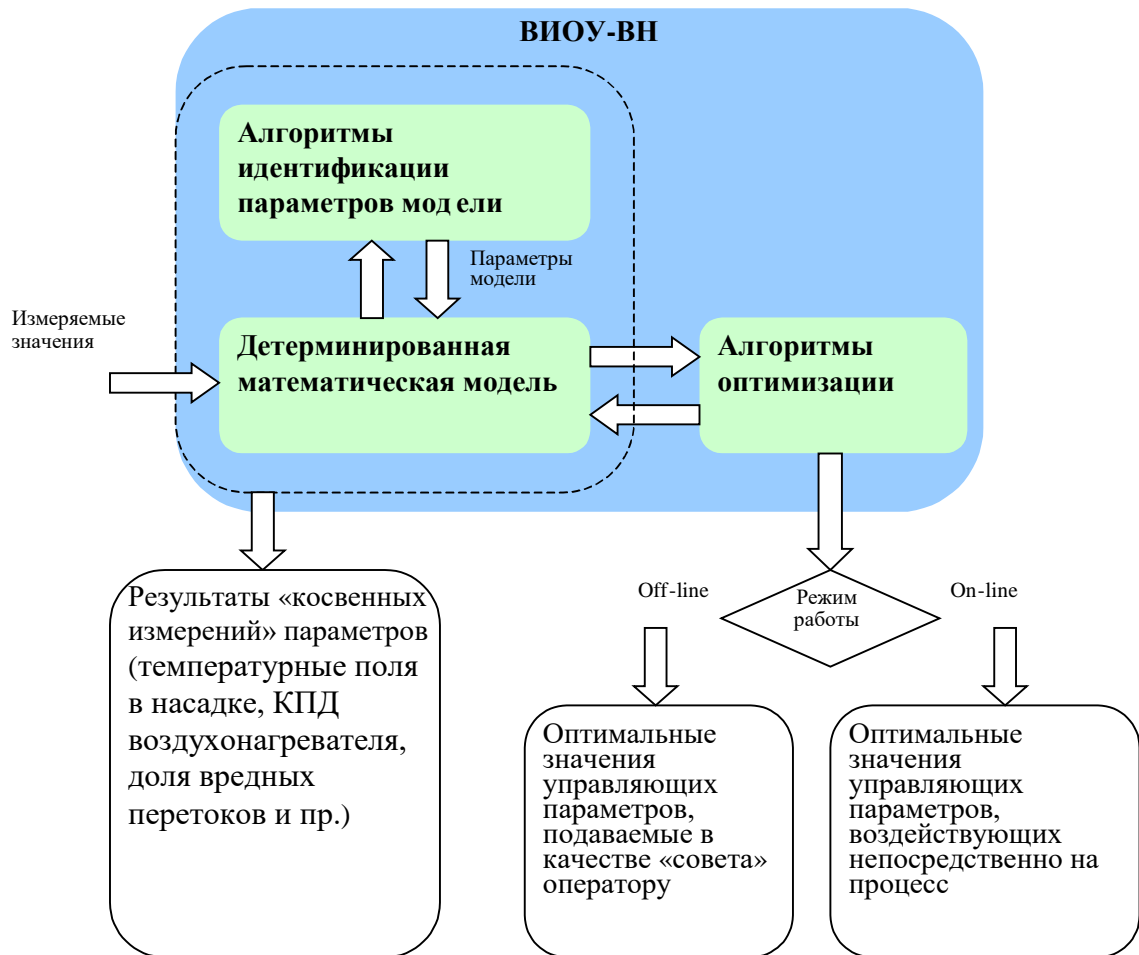 ВИОУ-ВН
Алгоритмы
идентификации
параметров мод ели
Параметры
модели
Измеряемые
значения
Детерминированная
математическая модель
Алгоритмы
оптимизации
Результаты «косвенных
измерений» параметров
(температурные поля
в насадке, КПД
воздухонагревателя,
доля вредных
перетоков и пр.)
Off-line
Режим
работы
On-line
Оптимальные
значения
управляющих
параметров,
подаваемые в
качестве «совета»
оператору
Оптимальные
значения
управляющих
параметров,
воздействующих
непосредственно на
процесс